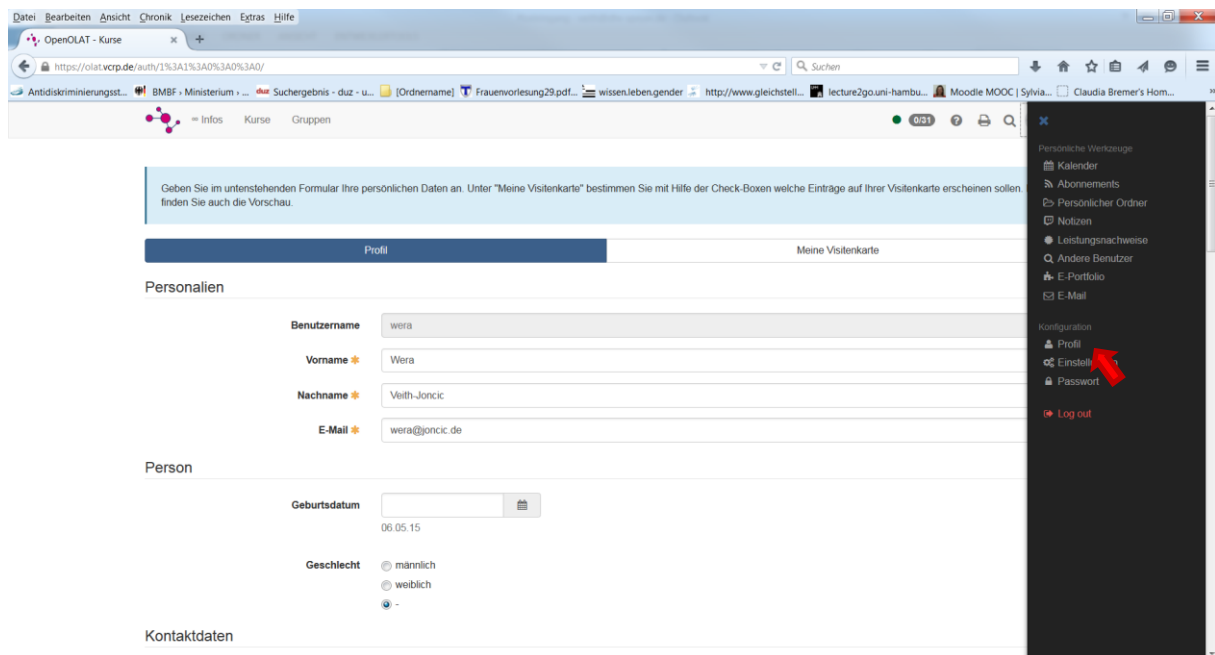 Datei Bearbeiten Ansicht Chronik Lesezeichen Extras Hilfe
OpenOLAT - Kurse × +
https://olat.vcrp.de/auth/1%3A1%3A0%3A0%3A0/ Suchen
Antidiskriminierungsst... BMBF › Ministerium › ... duz Suchergebnis - duz - u... [Ordnername] Frauenvorlesung29.pdf... wissen.leben.gender http://www.gleichstell... lecture2go.uni-hambu... Moodle MOOC | Sylvia... Claudia Bremer's Hom... »
Infos Kurse Gruppen 0/31
Geben Sie im untenstehenden Formular Ihre persönlichen Daten an. Unter "Meine Visitenkarte" bestimmen Sie mit Hilfe der Check-Boxen welche Einträge auf Ihrer Visitenkarte erscheinen sollen.
finden Sie auch die Vorschau.
Profil Meine Visitenkarte
Personalien
Benutzername wera
Vorname Wera
Nachname Veith-Joncic
E-Mail wera@joncic.de
Person
Geburtsdatum
06.05.15
Geschlecht männlich
weiblich
-
Kontaktdaten
Persönliche Werkzeuge
Kalender
Abonnements
Persönlicher Ordner
Notizen
Leistungsnachweise
Andere Benutzer
E-Portfolio
E-Mail
Konfiguration
Profil
Passwort
Log out